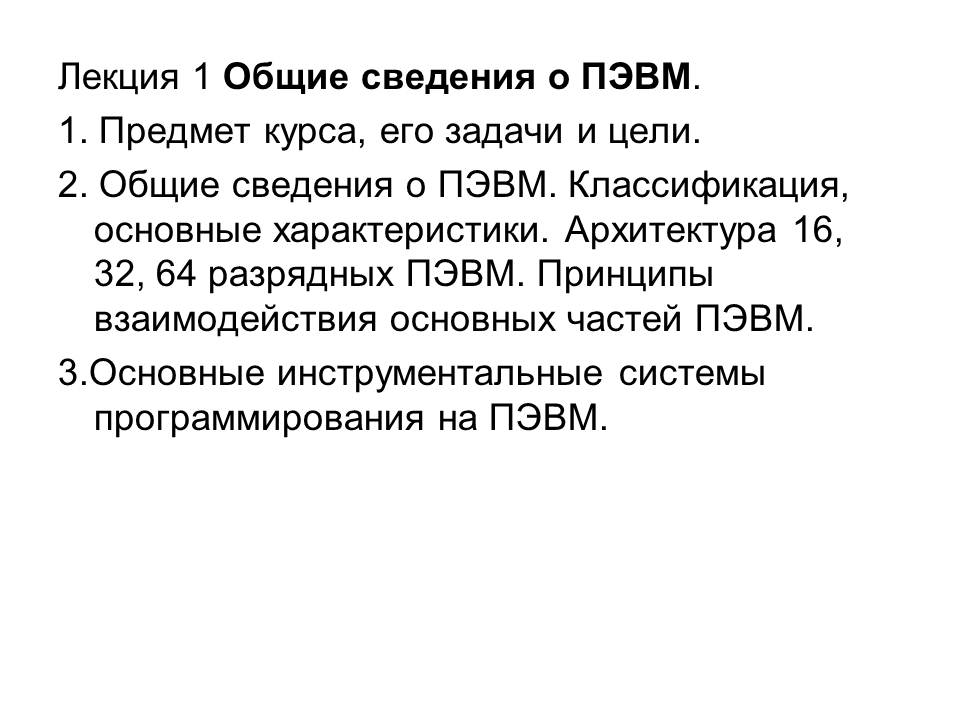 Лекция 1 Общие сведения о ПЭВМ.
1. Предмет курса, его задачи и цели.
2. Общие сведения о ПЭВМ. Классификация,
основные характеристики. Архитектура 16,
32, 64 разрядных ПЭВМ. Принципы
взаимодействия основных частей ПЭВМ.
3.Основные инструментальные системы
программирования на ПЭВМ.